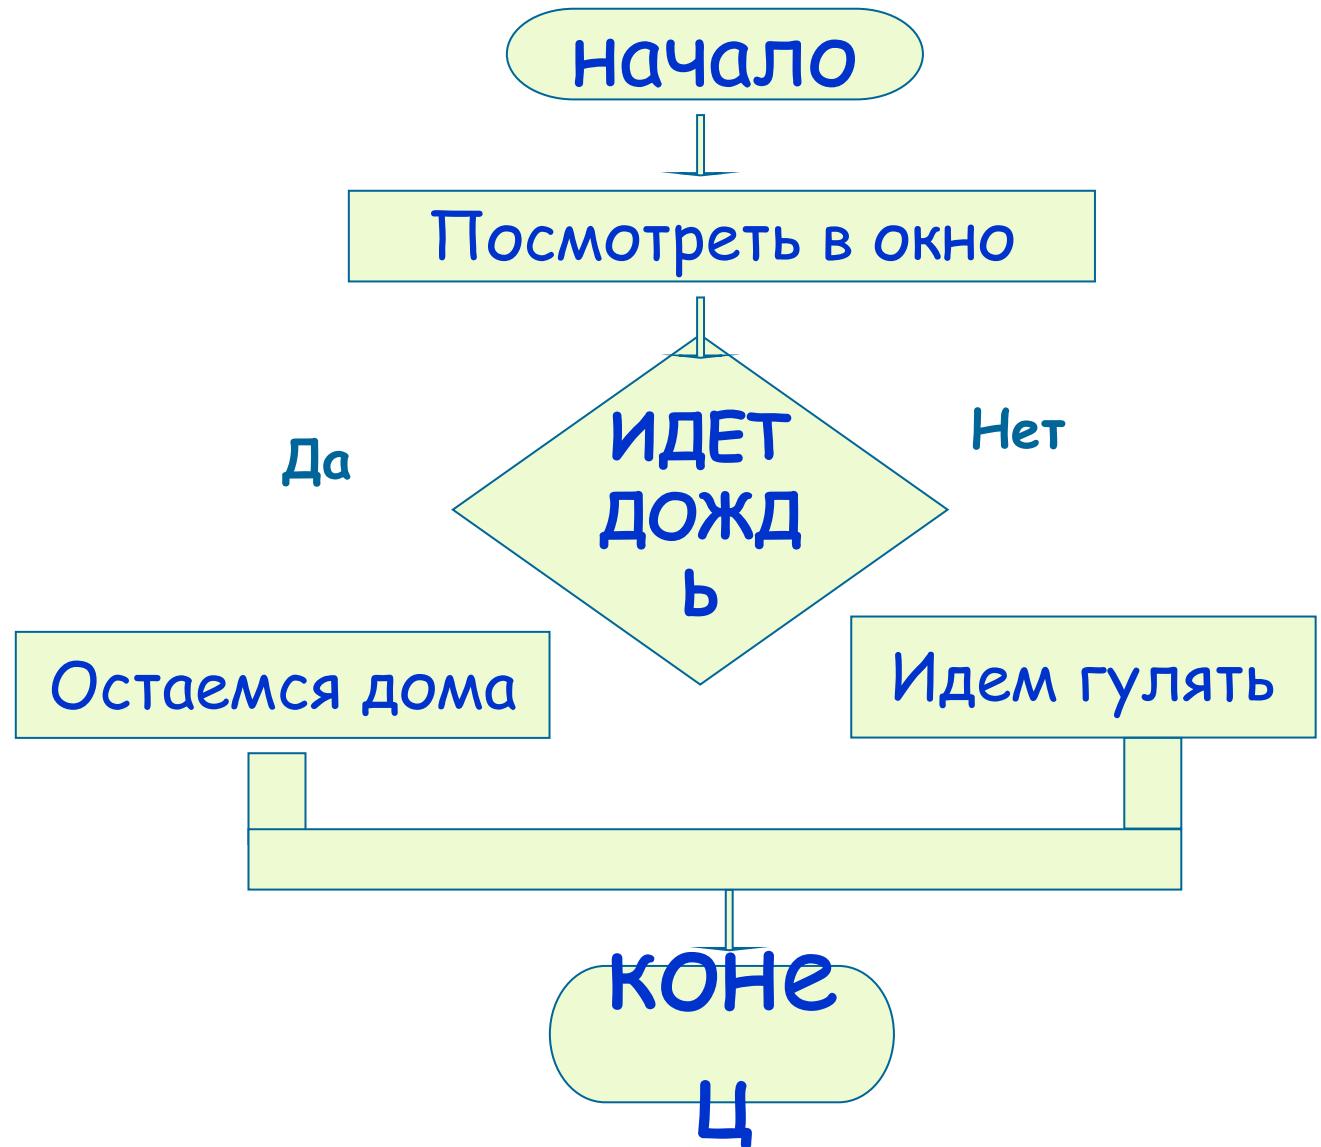 начало
Посмотреть в окно
Да
Нет
ИДЕТ
ДОЖД
Ь
Остаемся дома
Идем гулять
коне
ц